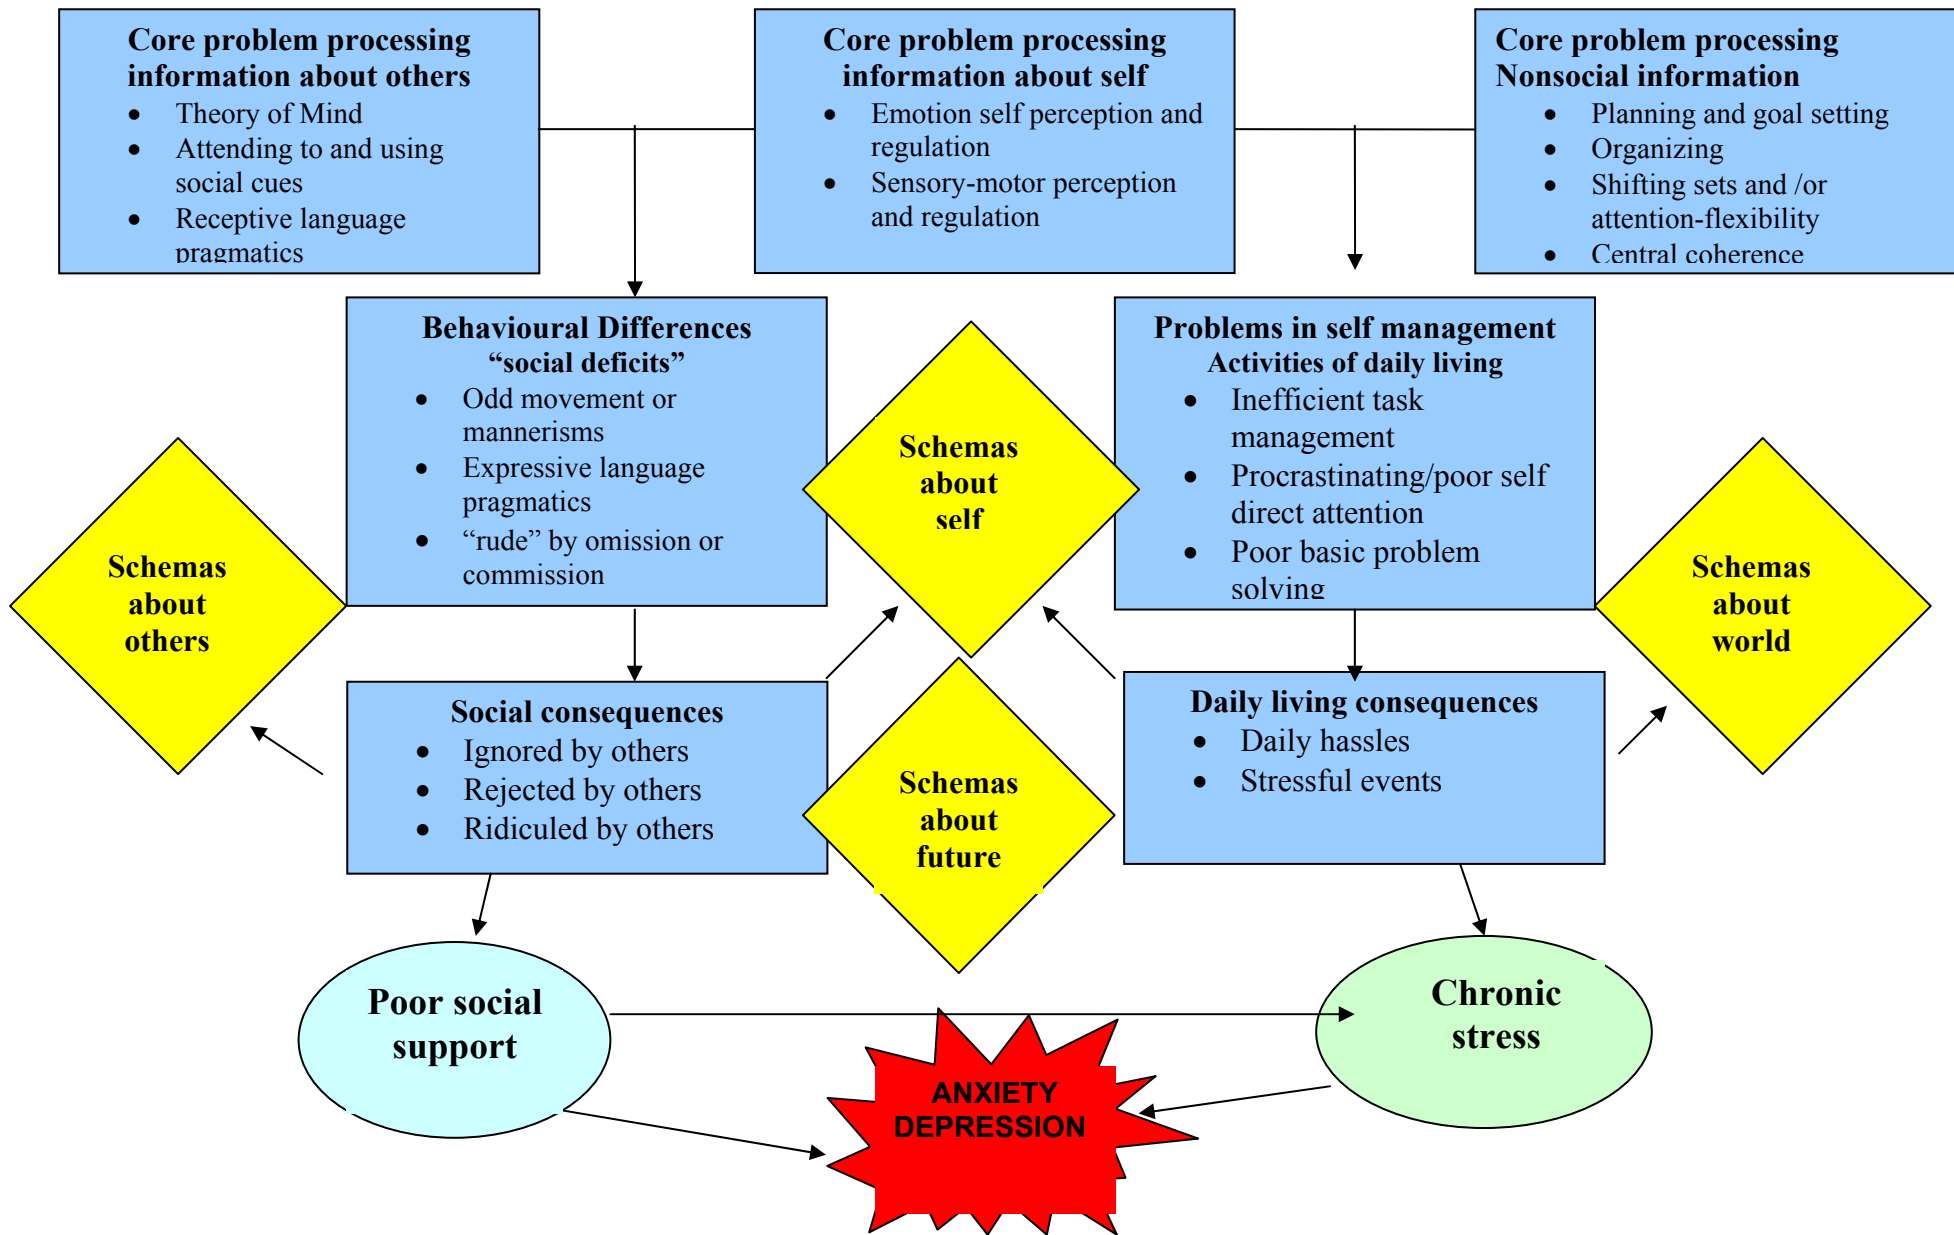 Core problem processing
information about others
• Theory of Mind
• Attending to and using
social cues
• Receptive language
pragmatics
Core problem processing
information about self
• Emotion self perception and
regulation
• Sensory-motor perception
and regulation
Core problem processing
Nonsocial information
• Planning and goal setting
• Organizing
• Shifting sets and /or
attention-flexibility
• Central coherence
Behavioural Differences
“social deficits”
• Odd movement or
mannerisms
• Expressive language
pragmatics
• “rude” by omission or
commission
Schemas
about
self
Problems in self management
Activities of daily living
• Inefficient task
management
• Procrastinating/poor self
direct attention
• Poor basic problem
solving
Schemas
about
others
Schemas
about
world
Social consequences
• Ignored by others
• Rejected by others
• Ridiculed by others
Schemas
about
future
Daily living consequences
• Daily hassles
• Stressful events
Poor social
support
Chronic
stress
ANXIETY
DEPRESSION